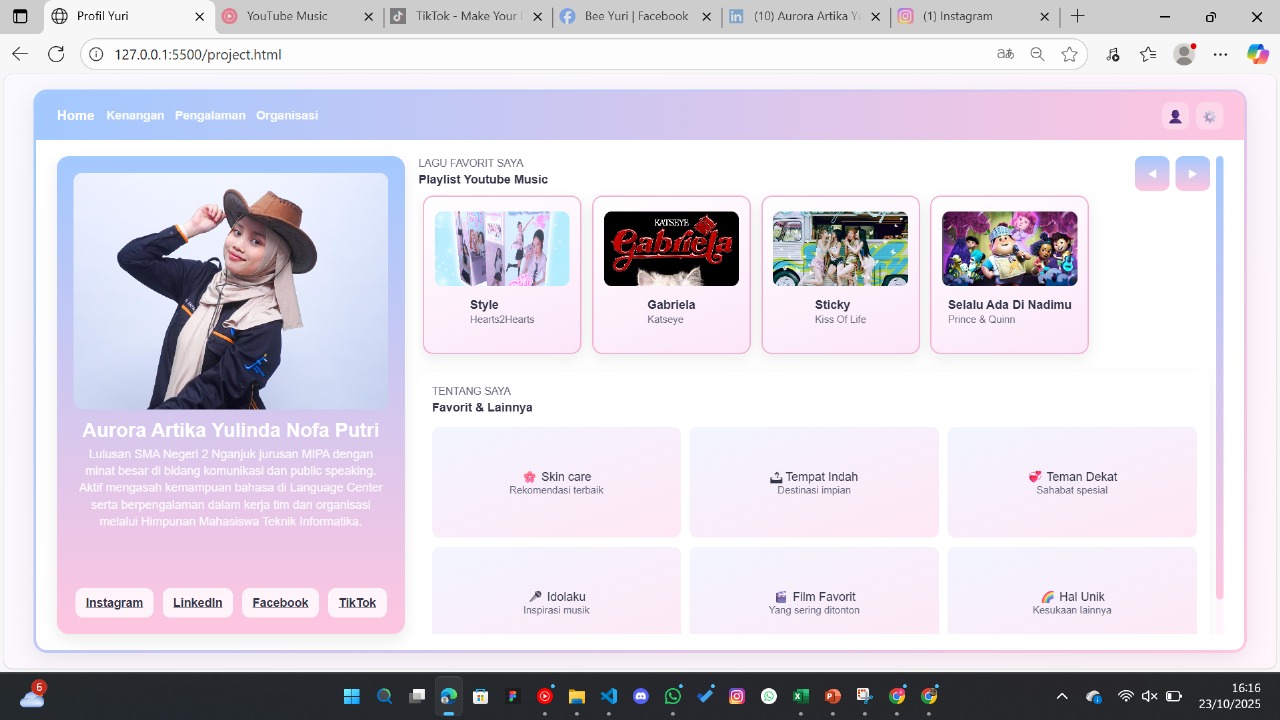 Profil Yuri
YouTube Music
TikTok - Make Your
Bee Yuri | Facebook
(10) Aurora Artika Y
(1) Instagram
127.0.0.1:5500/project.html
Home Kenangan Pengalaman Organisasi
Aurora Artika Yulinda Nofa Putri
Lulusan SMA Negeri 2 Nganjuk jurusan MIPA dengan
minat besar di bidang komunikasi dan public speaking.
Aktif mengasah kemampuan bahasa di Language Center
serta berpengalaman dalam kerja tim dan organisasi
melalui Himpunan Mahasiswa Teknik Informatika.
Instagram LinkedIn Facebook TikTok
LAGU FAVORIT SAYA
Playlist Youtube Music
KATSEYE
Gabriela
Style
Hearts2Hearts
Gabriela
Katseye
Sticky
Kiss Of Life
Selalu Ada Di Nadimu
Prince & Quinn
TENTANG SAYA
Favorit & Lainnya
🌸 Skin care
Rekomendasi terbaik
🕹 Tempat Indah
Destinasi impian
💞 Teman Dekat
Sahabat spesial
🎤 Idolaku
Inspirasi musik
🎬 Film Favorit
Yang sering ditonton
🌈 Hal Unik
Kesukaan lainnya
6
16:16
23/10/2025